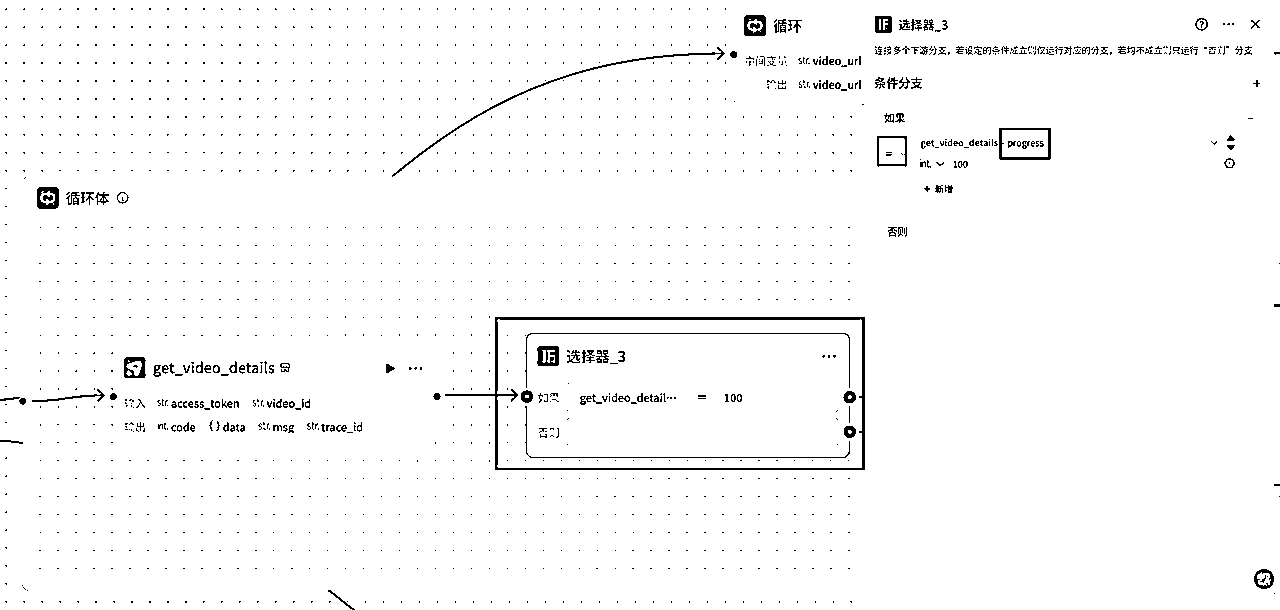 循环
中间变量 str. video_url
输出 str. video_url
循环体
get_video_details
输入 str. access_token str. video_id
输出 int. code {} data str. msg str. trace_id
选择器_3
如果 get_video_detail··· = 100
否则
选择器_3
连接多个下游分支，若设定的条件成立则仅运行对应的分支，若均不成立则只运行“否则”分支
条件分支
如果
= get_video_details - progress
int. 100
+ 新增
否则